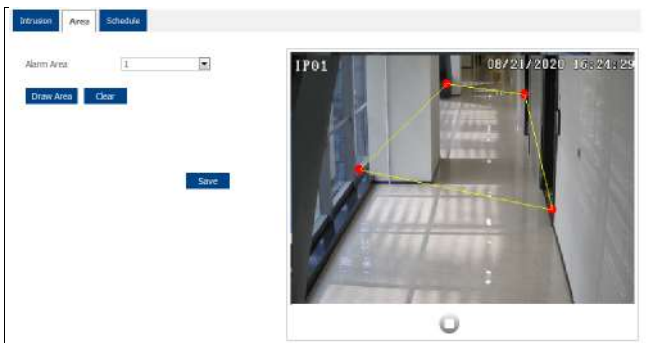 Intrusion Area Schedule
Alarm Area 1
Draw Area Clear
Save
IP01 08/21/2020 16:24:29